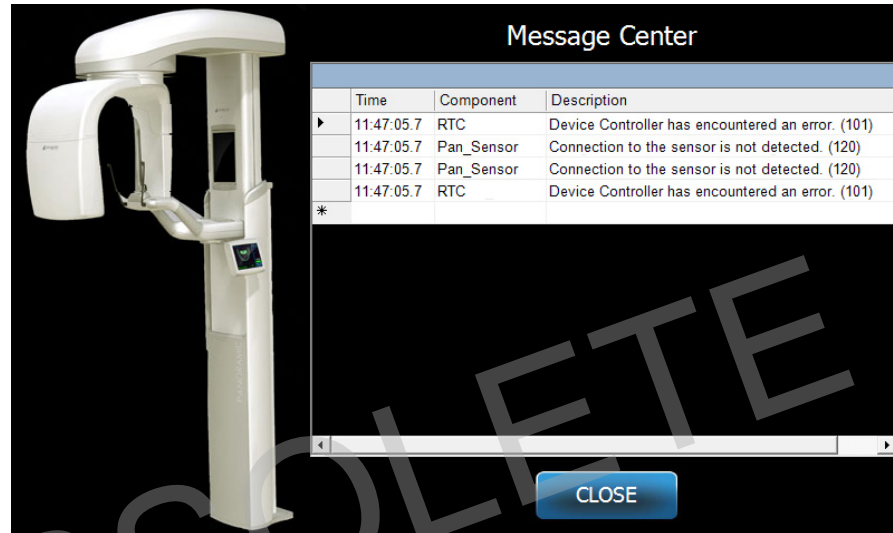 Message Center
Time Component Description
11:47:05.7 RTC Device Controller has encountered an error. (101)
11:47:05.7 Pan_Sensor Connection to the sensor is not detected. (120)
11:47:05.7 Pan_Sensor Connection to the sensor is not detected. (120)
11:47:05.7 RTC Device Controller has encountered an error. (101)
CLOSE
OBSOLETE